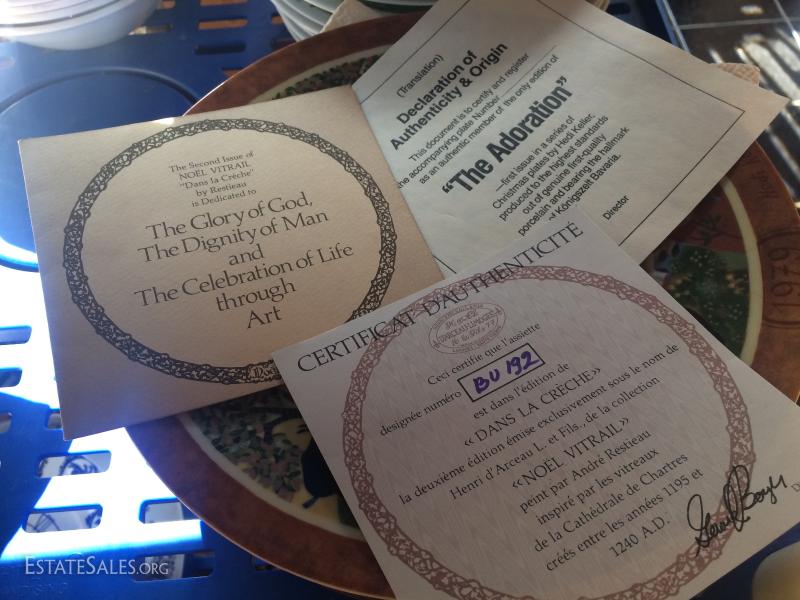 The Second Issue of
NOËL VITRAIL
"Dans la Crèche"
by Restieau
is Dedicated to
The Glory of God,
The Dignity of Man
and
The Celebration of Life
through
Art
(Translation)
Declaration of
Authenticity & Origin
This document is to certify and register
the accompanying plate Number
as an authentic member of the only edition of
"The Adoration"
—first issue in a series of
Christmas plates by Hedi Keller,
produced to the highest standards
out of genuine first-quality
porcelain and bearing the hallmark
of Königszelt Bavaria.
Director
CERTIFICAT D'AUTHENTICITÉ
Ceci certifie que l'assiette
designée numéro BU 192
est dans l'édition de
« DANS LA CRÈCHE »
la deuxième édition émise exclusivement sous le nom de
Henri d'Arceau L. et Fils., de la collection
«NOËL VITRAIL»
peint par André Restieau
inspiré par les vitreaux
de la Cathédrale de Chartres
créés entre les années 1195 et
1240 A.D.
1979
ESTATESALES.ORG